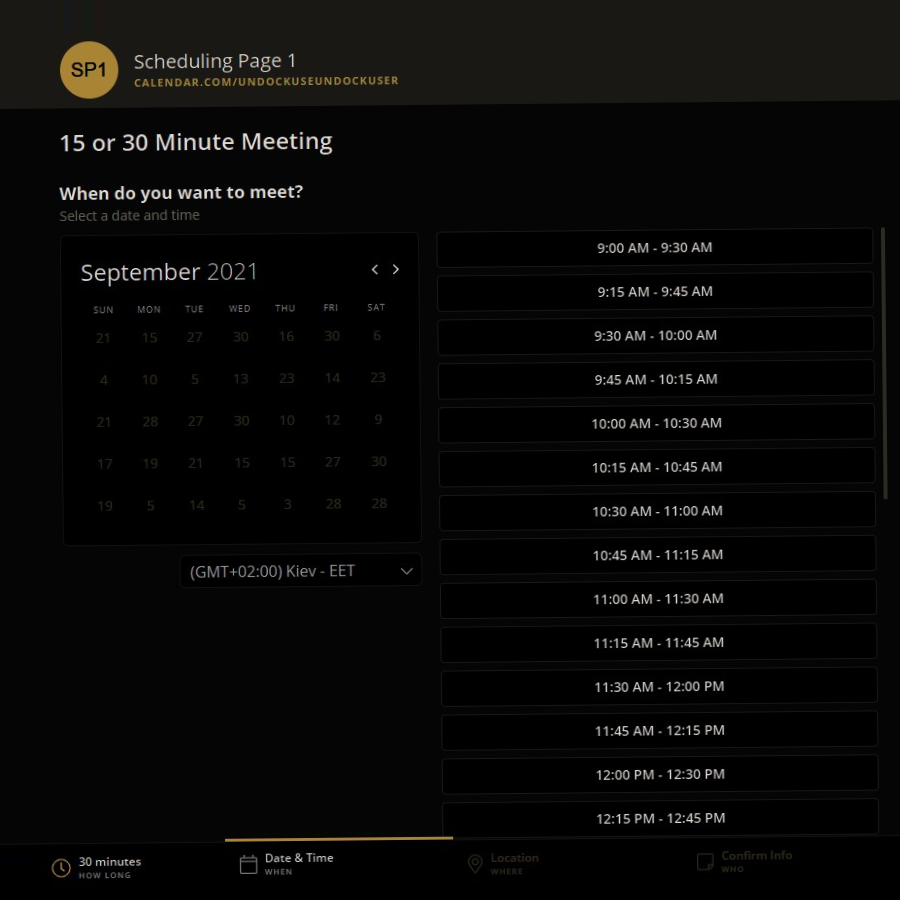 SP1
Scheduling Page 1
CALENDAR.COM/UNDOCKUSEUNDOCKUSER
15 or 30 Minute Meeting
When do you want to meet?
Select a date and time
September 2021
SUN MON TUE WED THU FRI SAT
21 15 27 30 16 30 6
4 10 5 13 23 14 23
21 28 27 30 10 12 9
17 19 21 15 15 27 30
19 5 14 5 3 28 28
(GMT+02:00) Kiev - EET
9:00 AM - 9:30 AM
9:15 AM - 9:45 AM
9:30 AM - 10:00 AM
9:45 AM - 10:15 AM
10:00 AM - 10:30 AM
10:15 AM - 10:45 AM
10:30 AM - 11:00 AM
10:45 AM - 11:15 AM
11:00 AM - 11:30 AM
11:15 AM - 11:45 AM
11:30 AM - 12:00 PM
11:45 AM - 12:15 PM
12:00 PM - 12:30 PM
12:15 PM - 12:45 PM
30 minutes
HOW LONG
Date & Time
WHEN
Location
WHERE
Confirm Info
WHO